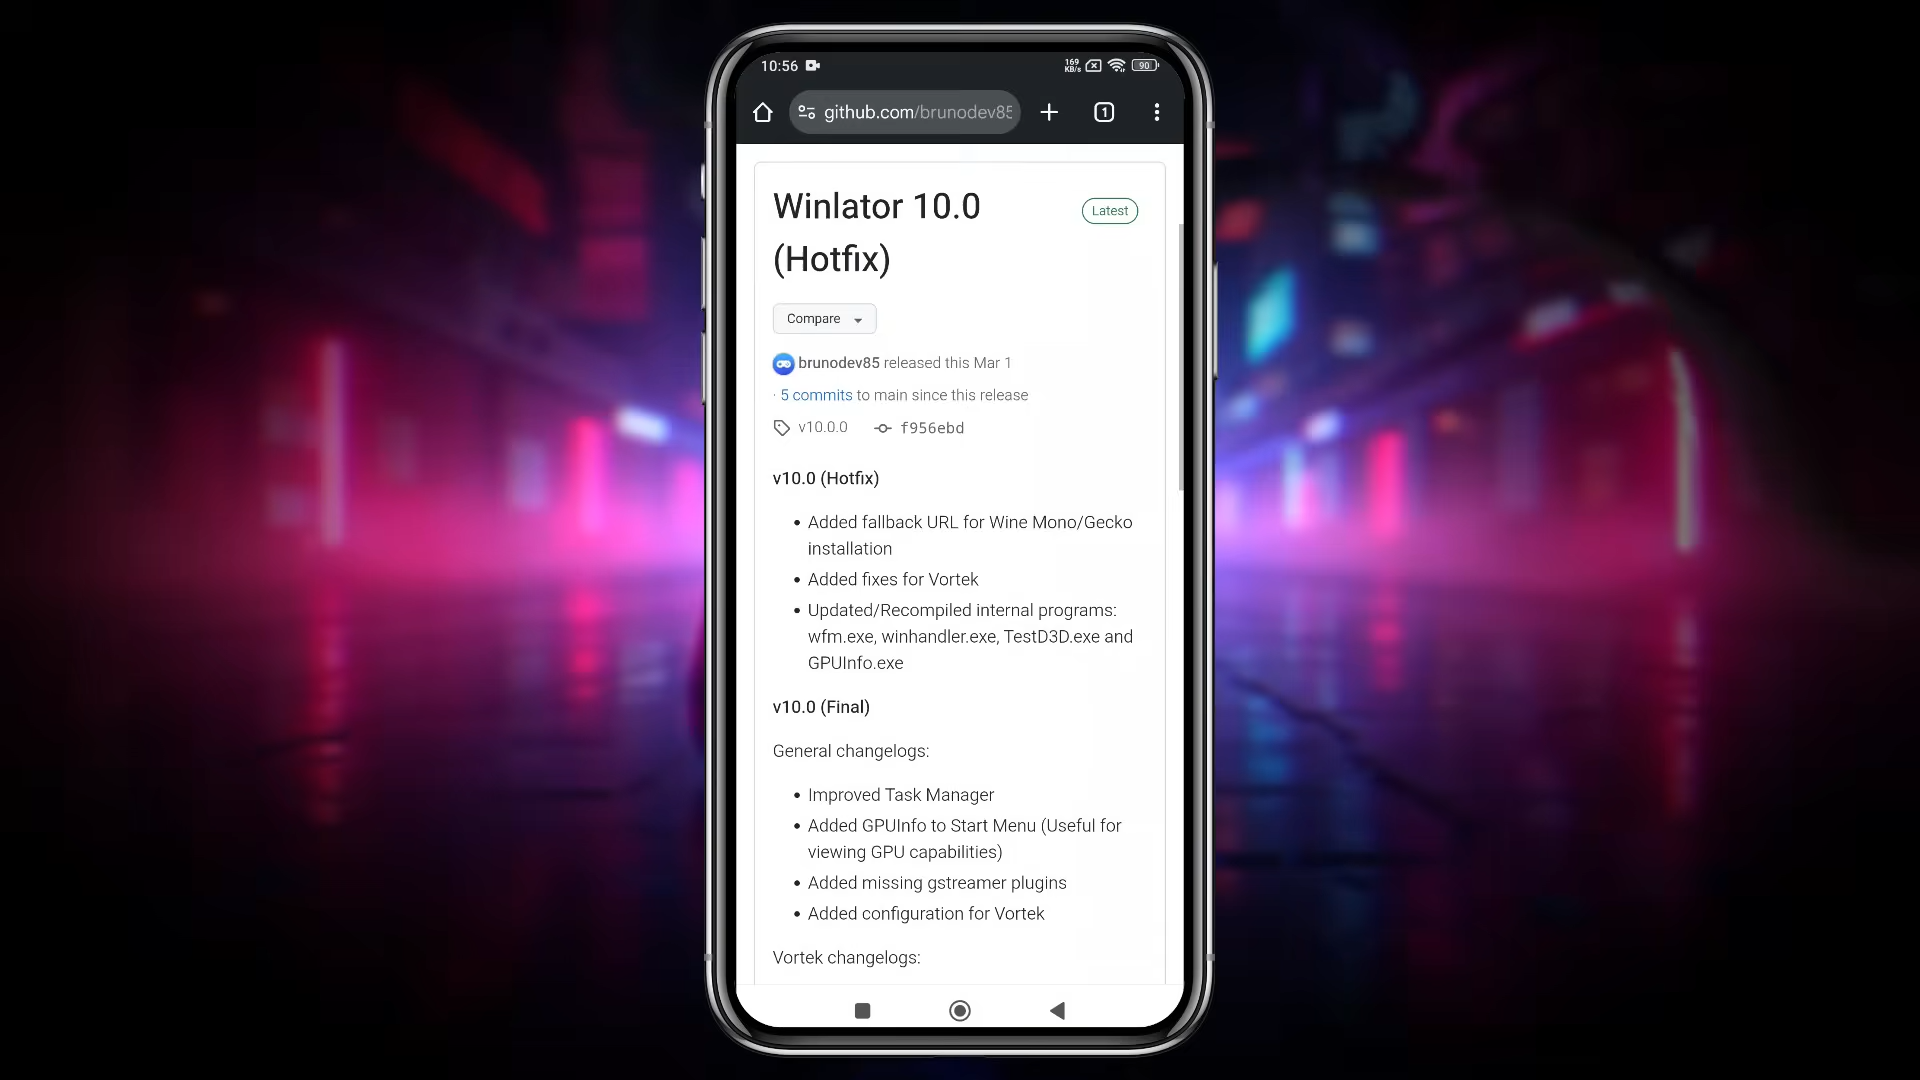 10:56
169 KB/s
90
github.com/brunodev85
1
Winlator 10.0
Latest
(Hotfix)
Compare
brunodev85 released this Mar 1
· 5 commits to main since this release
v10.0.0 f956ebd
v10.0 (Hotfix)
• Added fallback URL for Wine Mono/Gecko
installation
• Added fixes for Vortek
• Updated/Recompiled internal programs:
wfm.exe, winhandler.exe, TestD3D.exe and
GPUInfo.exe
v10.0 (Final)
General changelogs:
• Improved Task Manager
• Added GPUInfo to Start Menu (Useful for
viewing GPU capabilities)
• Added missing gstreamer plugins
• Added configuration for Vortek
Vortek changelogs: